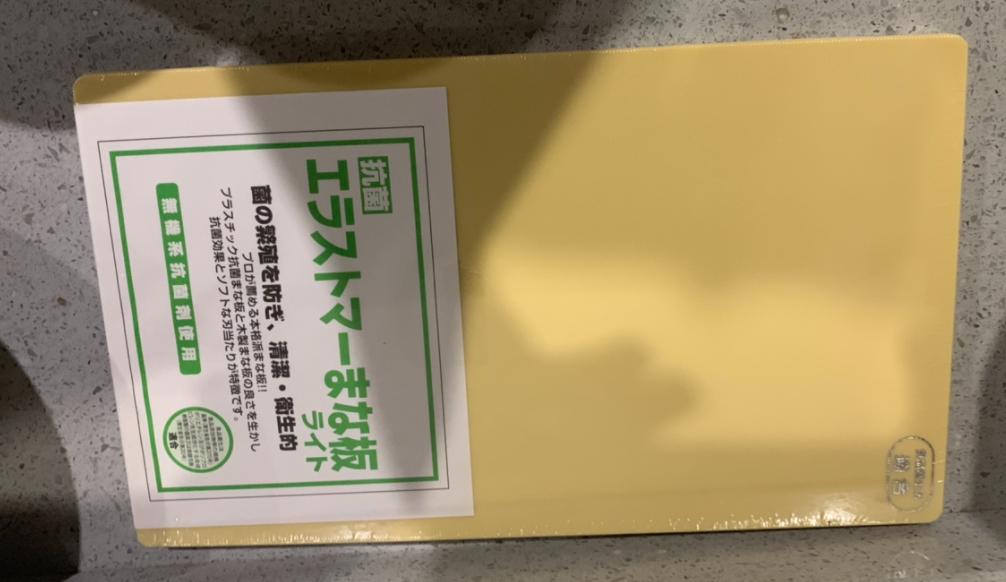 抗菌
エラストマーまな板
ライト
菌の繁殖を防ぎ、清潔・衛生的
プロが薦める本格派まな板!!
プラスチック抗菌まな板と木製まな板の良さを生かし
抗菌効果とソフトな刃当たりが特徴です。
無機系抗菌剤使用
適合